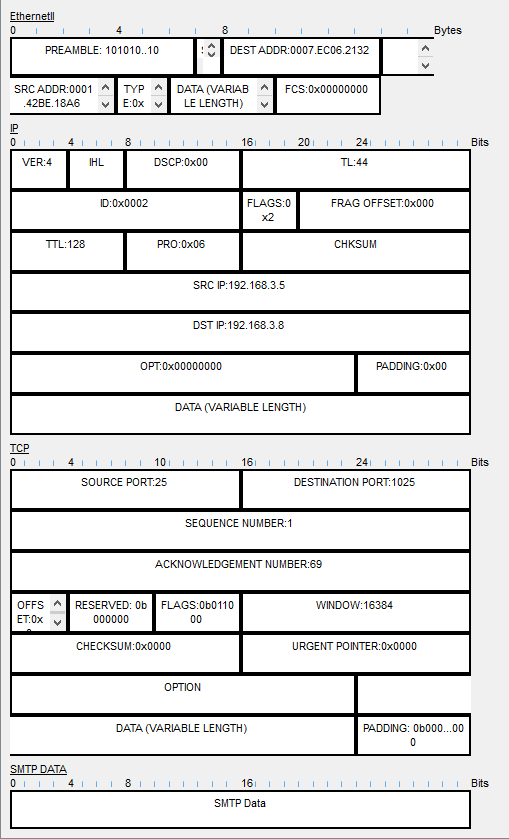 EthernetII
0 4 8 Bytes
PREAMBLE: 101010..10 DEST ADDR:0007.EC06.2132
SRC ADDR:0001 TYP DATA (VARIAB FCS:0x00000000
.42BE.18A6 E:0x LE LENGTH)
IP
0 4 8 16 20 24 Bits
VER:4 IHL DSCP:0x00 TL:44
ID:0x0002 FLAGS:0 FRAG OFFSET:0x000
x2
TTL:128 PRO:0x06 CHKSUM
SRC IP:192.168.3.5
DST IP:192.168.3.8
OPT:0x00000000 PADDING:0x00
DATA (VARIABLE LENGTH)
TCP
0 4 10 16 24 Bits
SOURCE PORT:25 DESTINATION PORT:1025
SEQUENCE NUMBER:1
ACKNOWLEDGEMENT NUMBER:69
OFFS RESERVED: 0b FLAGS:0b0110 WINDOW:16384
ET:0x 000000 00
CHECKSUM:0x0000 URGENT POINTER:0x0000
OPTION
DATA (VARIABLE LENGTH) PADDING: 0b000...00
0
SMTP DATA
0 4 8 16 Bits
SMTP Data